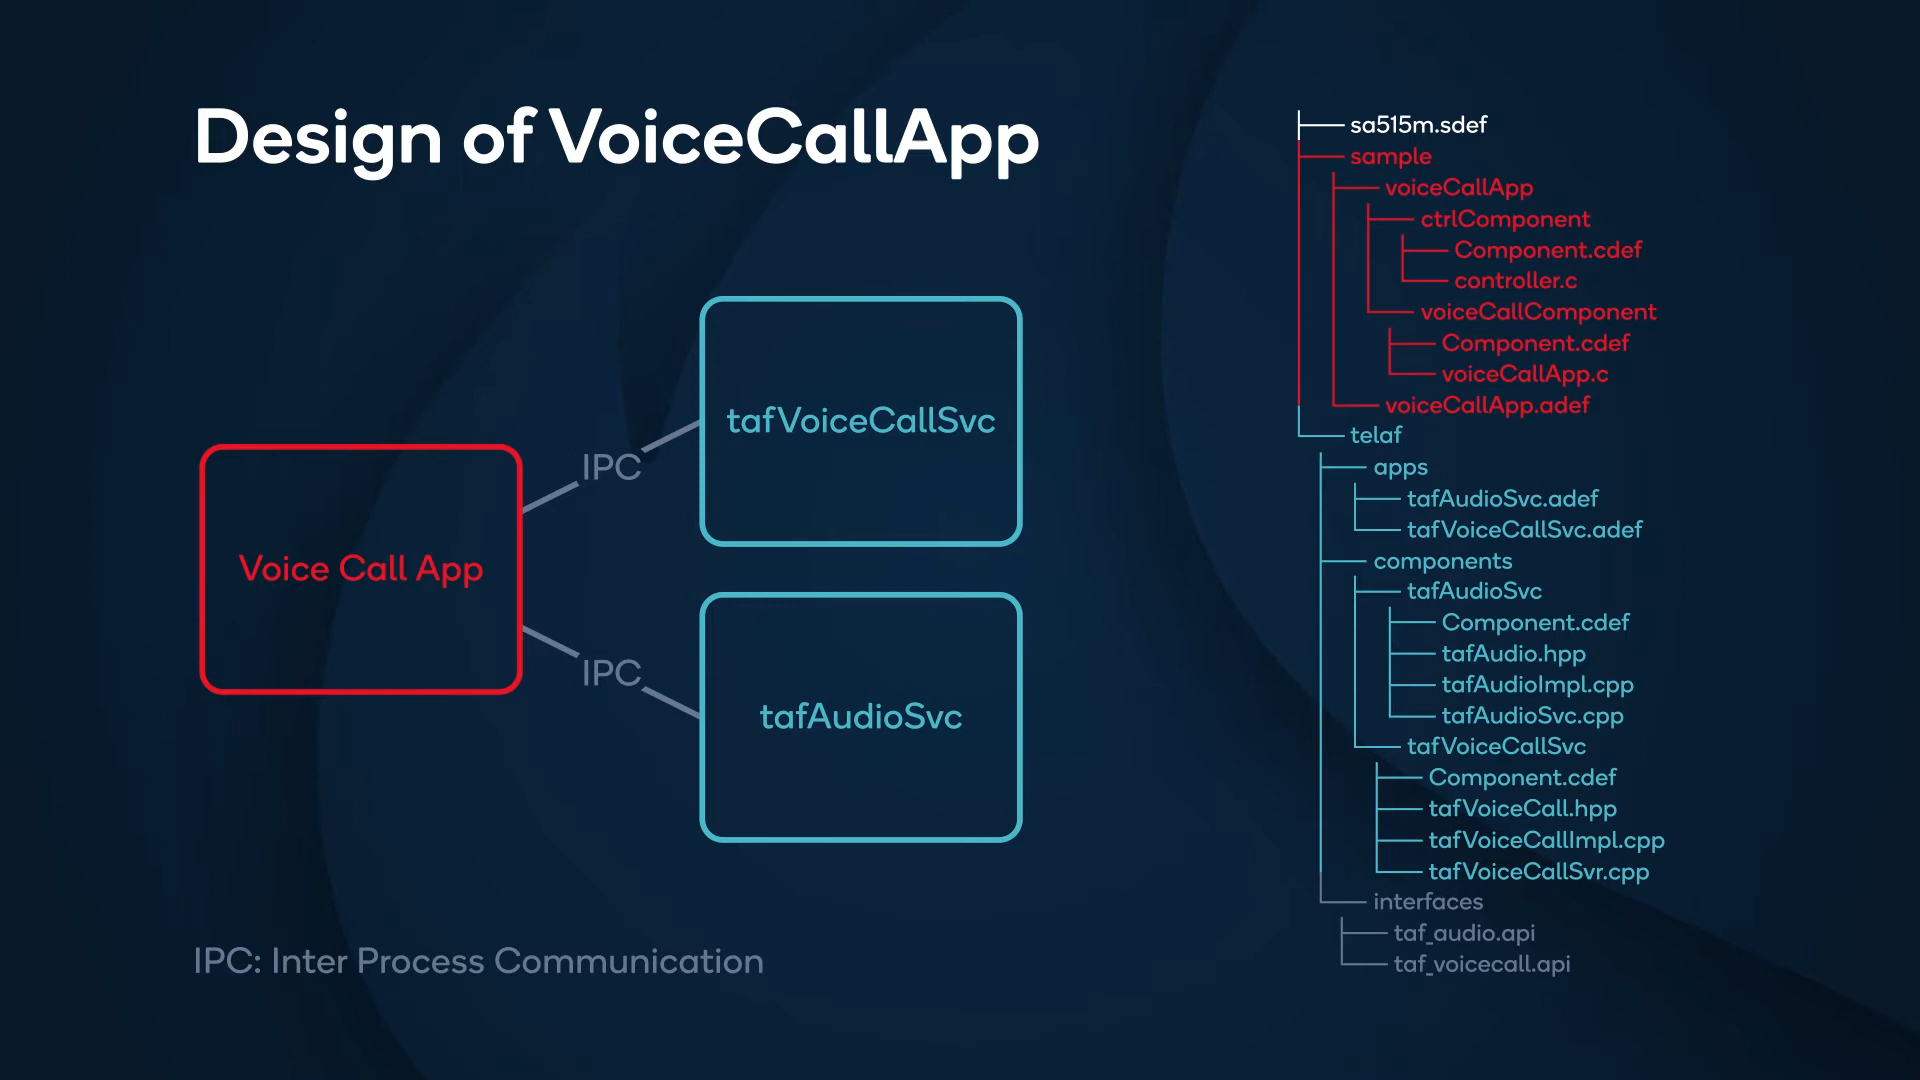 Design of VoiceCallApp
Voice Call App
IPC
IPC
tafVoiceCallSvc
tafAudioSvc
IPC: Inter Process Communication
sa515m.sdef
sample
voiceCallApp
ctrlComponent
Component.cdef
controller.c
voiceCallComponent
Component.cdef
voiceCallApp.c
voiceCallApp.adef
telaf
apps
tafAudioSvc.adef
tafVoiceCallSvc.adef
components
tafAudioSvc
Component.cdef
tafAudio.hpp
tafAudioImpl.cpp
tafAudioSvc.cpp
tafVoiceCallSvc
Component.cdef
tafVoiceCall.hpp
tafVoiceCallImpl.cpp
tafVoiceCallSvr.cpp
interfaces
taf_audio.api
taf_voicecall.api